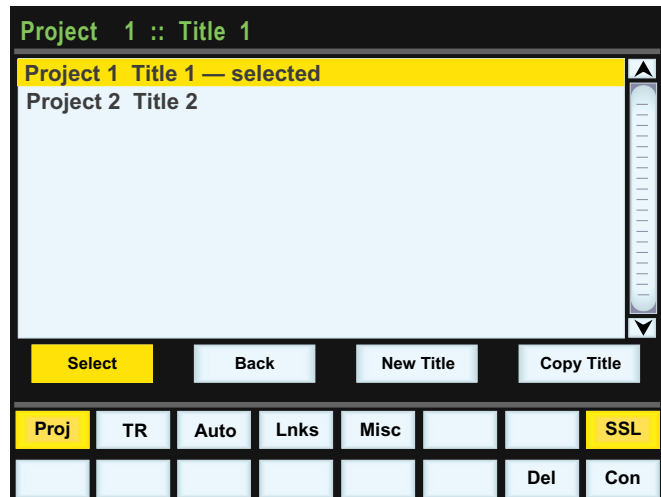 Project 1 :: Title 1
Project 1 Title 1 — selected
Project 2 Title 2
Select Back New Title Copy Title
Proj TR Auto Lnks Misc SSL
Del Con